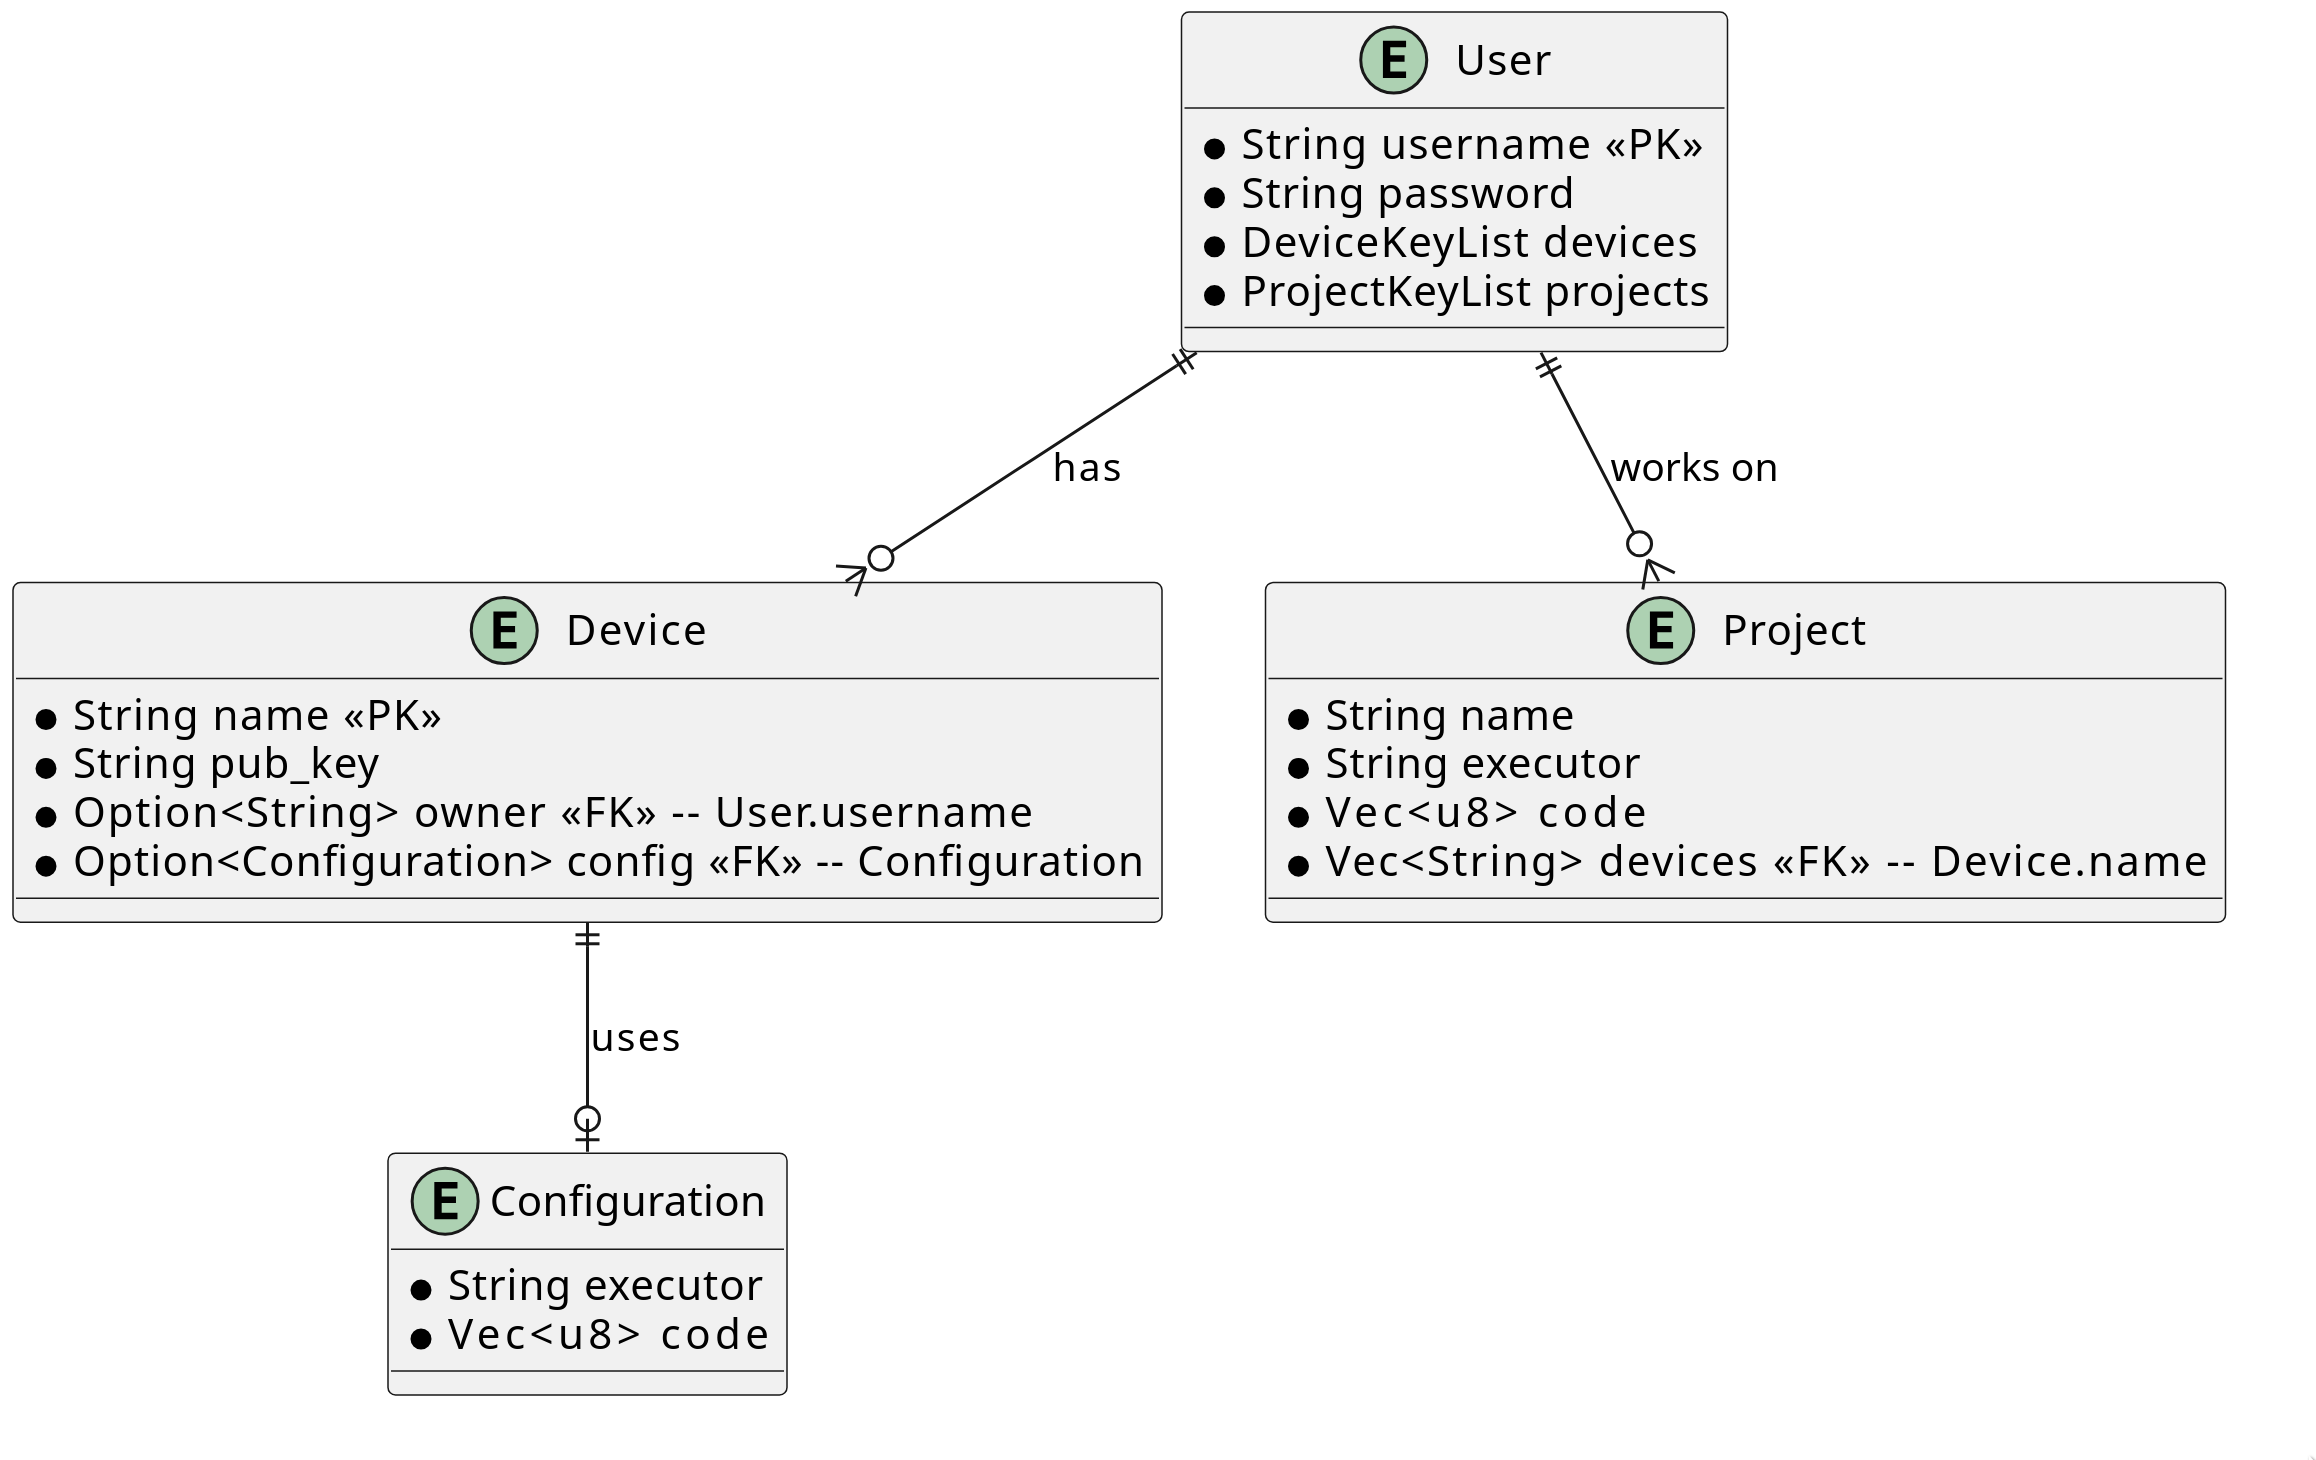 E User
String username «PK»
String password
DeviceKeyList devices
ProjectKeyList projects
has
works on
E Device
String name «PK»
String pub_key
Option<String> owner «FK» -- User.username
Option<Configuration> config «FK» -- Configuration
E Project
String name
String executor
Vec<u8> code
Vec<String> devices «FK» -- Device.name
uses
E Configuration
String executor
Vec<u8> code